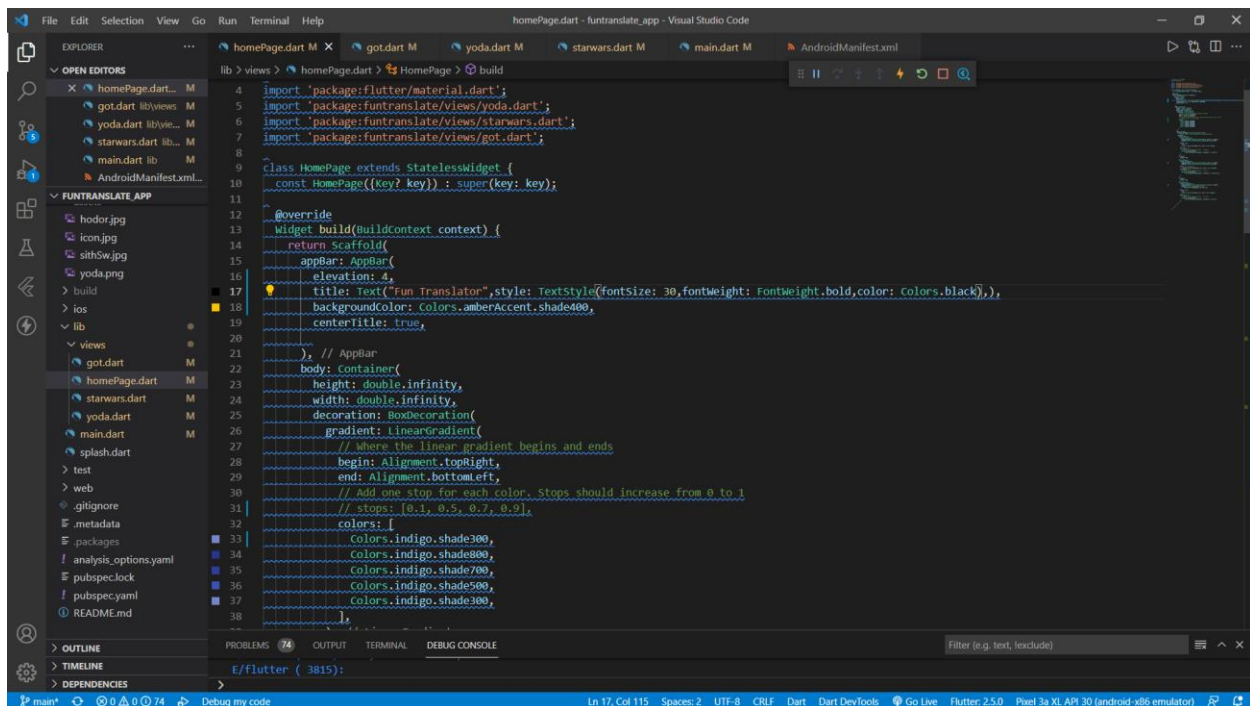 File Edit Selection View Go Run Terminal Help homePage.dart - funtranslate_app - Visual Studio Code
EXPLORER
OPEN EDITORS
homePage.dart... M
got.dart lib\views M
yoda.dart lib\vie... M
starwars.dart lib... M
main.dart lib M
AndroidManifest.xml...
FUNTRANSLATE_APP
hodor.jpg
icon.jpg
sithSw.jpg
yoda.png
build
ios
lib
views
got.dart M
homePage.dart M
starwars.dart M
yoda.dart M
main.dart M
splash.dart
test
web
.gitignore
.metadata
.packages
analysis_options.yaml
pubspec.lock
pubspec.yaml
README.md
OUTLINE
TIMELINE
DEPENDENCIES
5
1
homePage.dart M got.dart M yoda.dart M starwars.dart M main.dart M AndroidManifest.xml
lib > views > homePage.dart > HomePage > build
4 import 'package:flutter/material.dart';
5 import 'package:funtranslate/views/yoda.dart';
6 import 'package:funtranslate/views/starwars.dart';
7 import 'package:funtranslate/views/got.dart';
8
9 class HomePage extends StatelessWidget {
10 const HomePage({Key? key}) : super(key: key);
11
12 @override
13 Widget build(BuildContext context) {
14 return Scaffold(
15 appBar: AppBar(
16 elevation: 4,
17 title: Text("Fun Translator",style: TextStyle(fontSize: 30,fontWeight: FontWeight.bold,color: Colors.black),),
18 backgroundColor: Colors.amberAccent.shade400,
19 centerTitle: true,
20
21 ), // AppBar
22 body: Container(
23 height: double.infinity,
24 width: double.infinity,
25 decoration: BoxDecoration(
26 gradient: LinearGradient(
27 // Where the linear gradient begins and ends
28 begin: Alignment.topRight,
29 end: Alignment.bottomLeft,
30 // Add one stop for each color. Stops should increase from 0 to 1
31 // stops: [0.1, 0.5, 0.7, 0.9],
32 colors: [
33 Colors.indigo.shade300,
34 Colors.indigo.shade800,
35 Colors.indigo.shade700,
36 Colors.indigo.shade500,
37 Colors.indigo.shade300,
38 ],
PROBLEMS 74 OUTPUT TERMINAL DEBUG CONSOLE Filter (e.g. text, !exclude)
E/flutter ( 3815):
>
main* 0 0 74 Debug my code Ln 17, Col 115 Spaces: 2 UTF-8 CRLF Dart Dart DevTools Go Live Flutter: 2.5.0 Pixel 3a XL API 30 (android-x86 emulator)